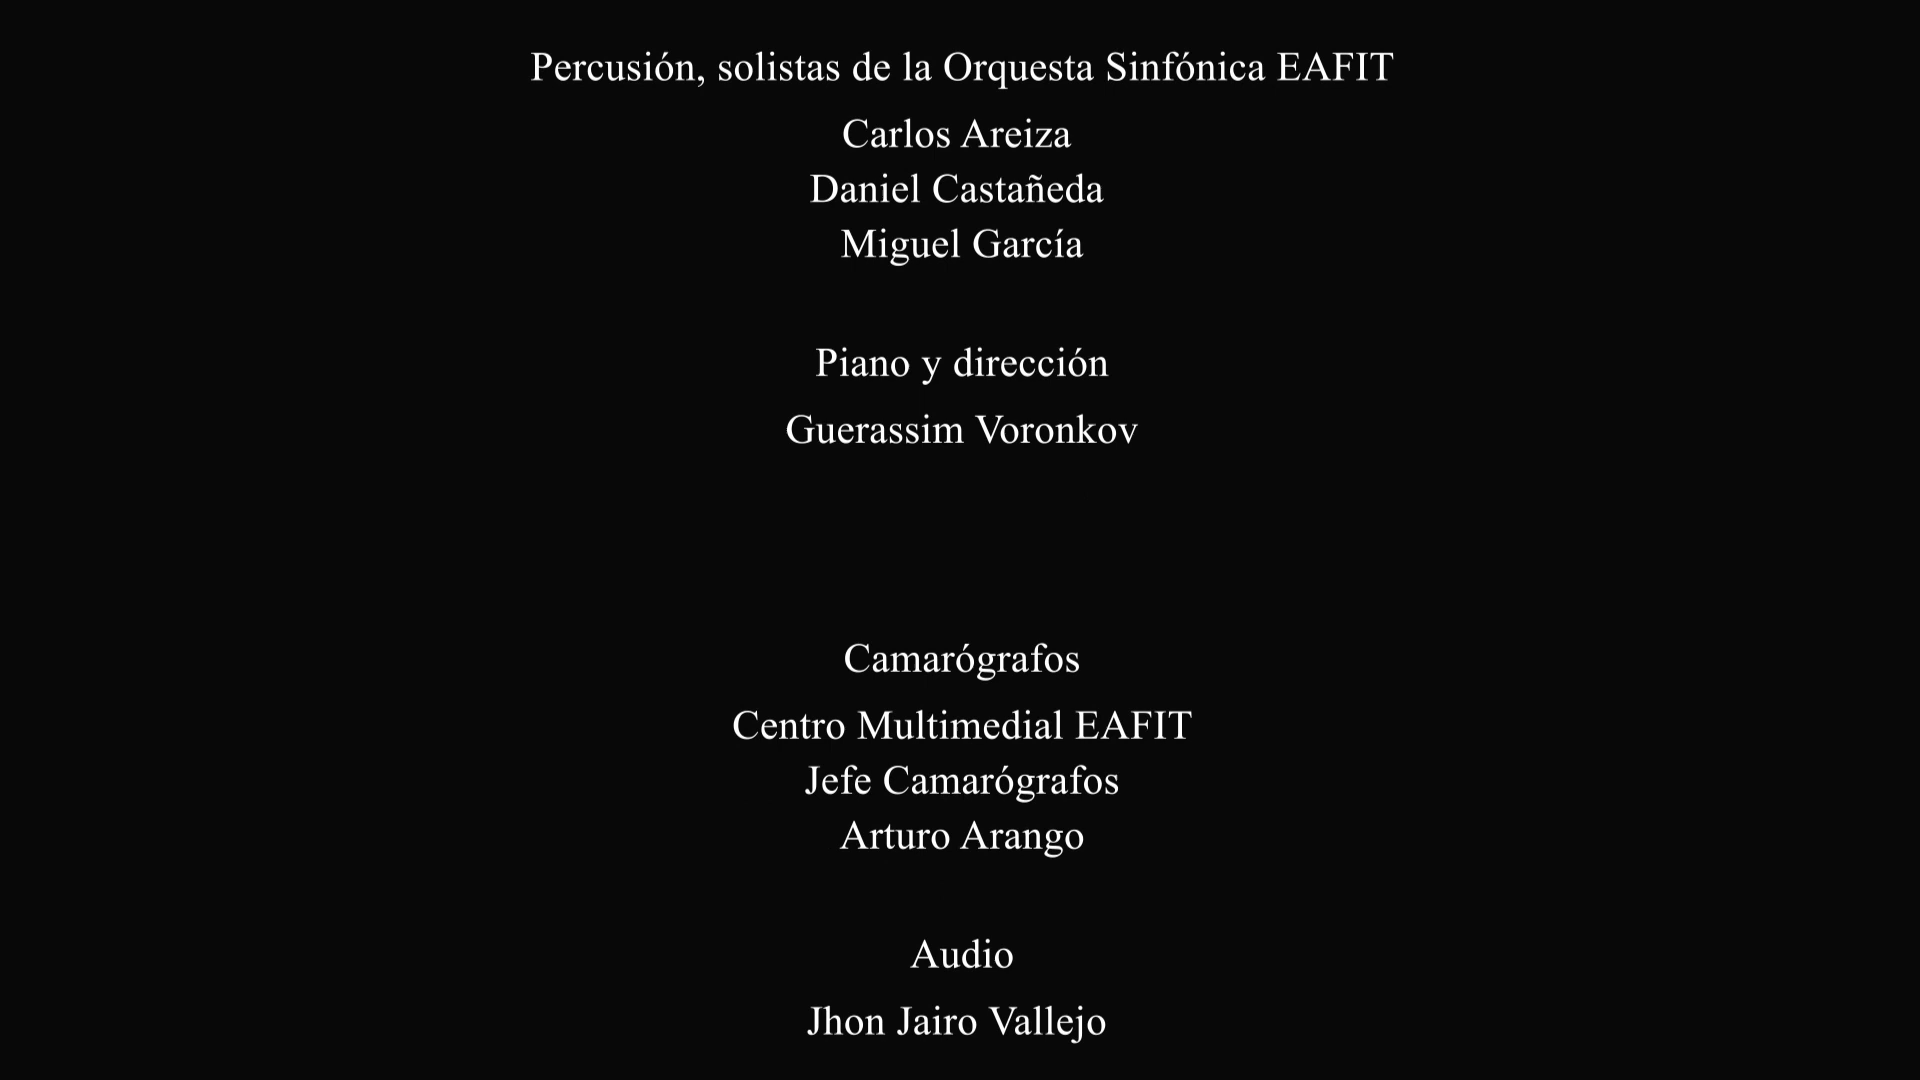 Percusión, solistas de la Orquesta Sinfónica EAFIT
Carlos Areiza
Daniel Castañeda
Miguel García
Piano y dirección
Guerassim Voronkov
Camarógrafos
Centro Multimedial EAFIT
Jefe Camarógrafos
Arturo Arango
Audio
Jhon Jairo Vallejo